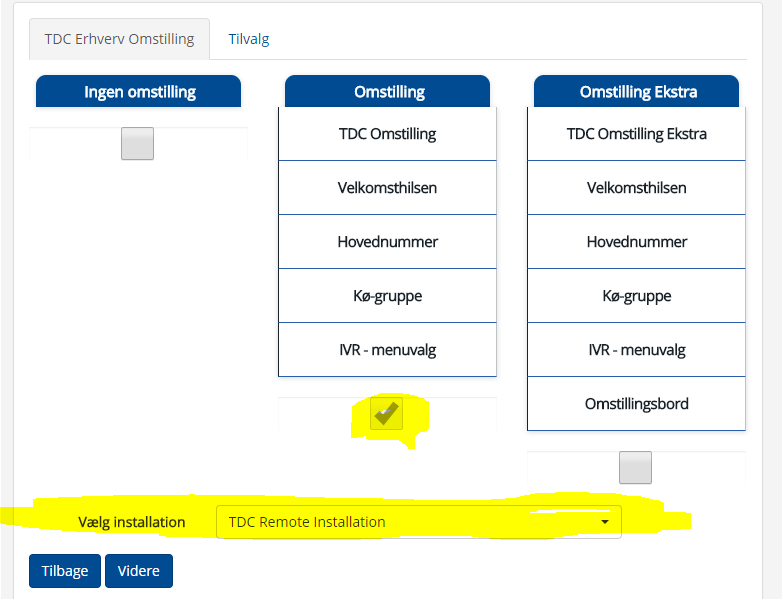 TDC Erhverv Omstilling
Tilvalg
Ingen omstilling
Omstilling
TDC Omstilling
Velkomsthilsen
Hovednummer
Kø-gruppe
IVR - menuvalg
Omstilling Ekstra
TDC Omstilling Ekstra
Velkomsthilsen
Hovednummer
Kø-gruppe
IVR - menuvalg
Omstillingsbord
Vælg installation
TDC Remote Installation
Tilbage
Videre